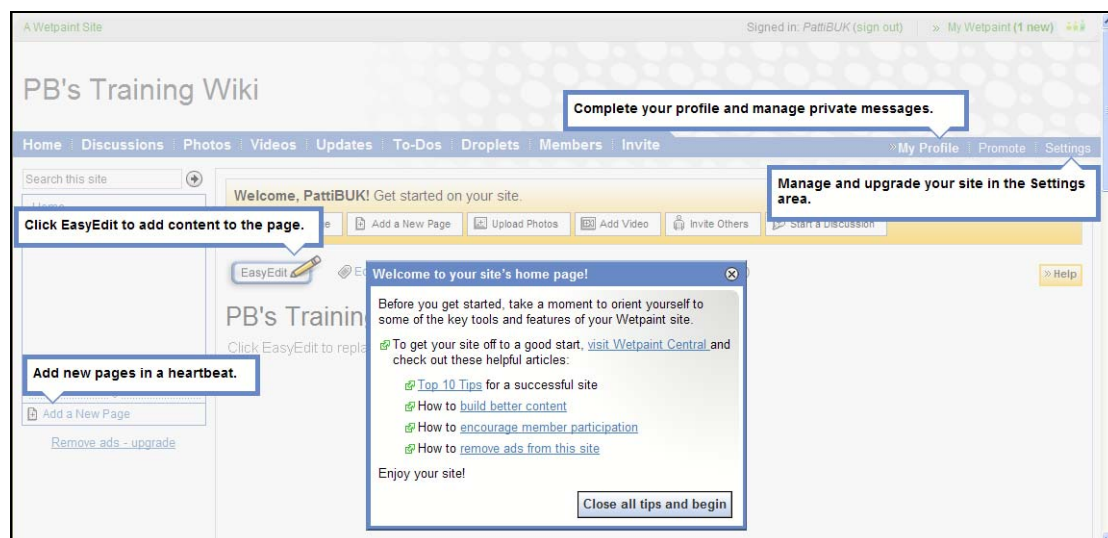 A Wetpaint Site
Signed in: PattiBUK (sign out) » My Wetpaint (1 new)
PB's Training Wiki
Complete your profile and manage private messages.
Home Discussions Photos Videos Updates To-Dos Droplets Members Invite
»My Profile Promote Settings
Search this site
Manage and upgrade your site in the Settings
area.
Welcome, PattiBUK! Get started on your site.
Home
Click EasyEdit to add content to the page.
Add a New Page Upload Photos Add Video Invite Others Start a Discussion
EasyEdit
» Help
Welcome to your site's home page!
PB's Trainin
Click EasyEdit to repla
Before you get started, take a moment to orient yourself to
some of the key tools and features of your Wetpaint site.
To get your site off to a good start, visit Wetpaint Central and
check out these helpful articles:
Top 10 Tips for a successful site
How to build better content
How to encourage member participation
How to remove ads from this site
Enjoy your site!
Close all tips and begin
Add new pages in a heartbeat.
Add a New Page
Remove ads - upgrade